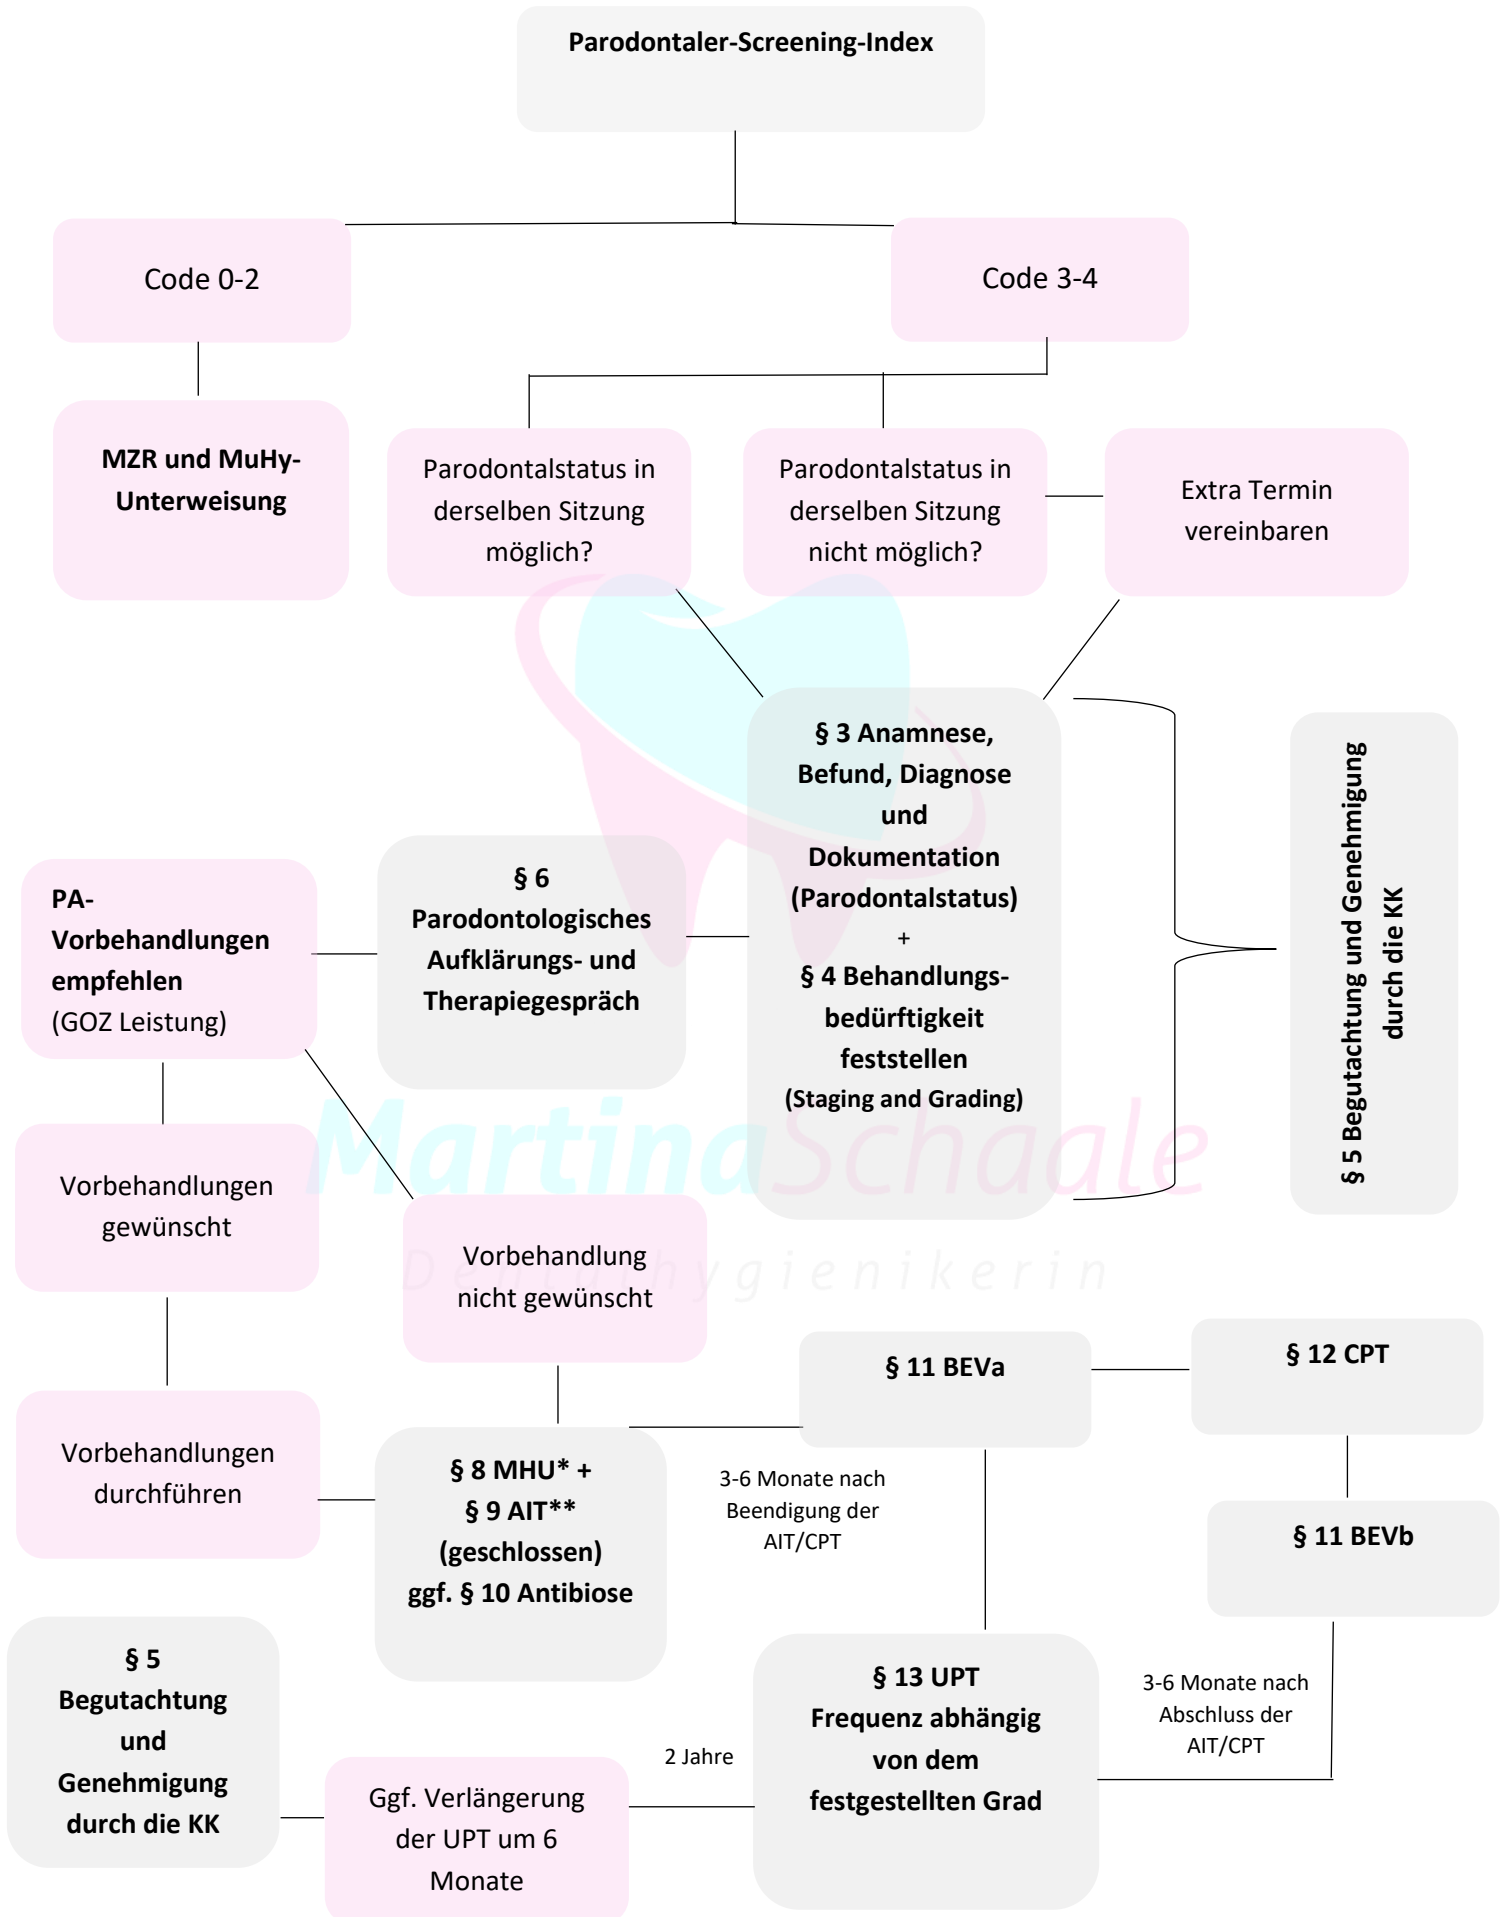 Parodontaler-Screening-Index
Code 0-2
Code 3-4
MZR und MuHy-
Unterweisung
Parodontalstatus in
derselben Sitzung
möglich?
Parodontalstatus in
derselben Sitzung
nicht möglich?
Extra Termin
vereinbaren
§ 3 Anamnese,
Befund, Diagnose
und
Dokumentation
(Parodontalstatus)
+
§ 4 Behandlungs-
bedürftigkeit
feststellen
(Staging and Grading)
§ 5 Begutachtung und Genehmigung
durch die KK
§ 6
Parodontologisches
Aufklärungs- und
Therapiegespräch
PA-
Vorbehandlungen
empfehlen
(GOZ Leistung)
MartinaSchaale
Dentalhygienikerin
Vorbehandlungen
gewünscht
Vorbehandlung
nicht gewünscht
Vorbehandlungen
durchführen
§ 8 MHU* +
§ 9 AIT**
(geschlossen)
ggf. § 10 Antibiose
3-6 Monate nach
Beendigung der
AIT/CPT
§ 11 BEVa
§ 12 CPT
§ 11 BEVb
3-6 Monate nach
Abschluss der
AIT/CPT
§ 13 UPT
Frequenz abhängig
von dem
festgestellten Grad
2 Jahre
Ggf. Verlängerung
der UPT um 6
Monate
§ 5
Begutachtung
und
Genehmigung
durch die KK